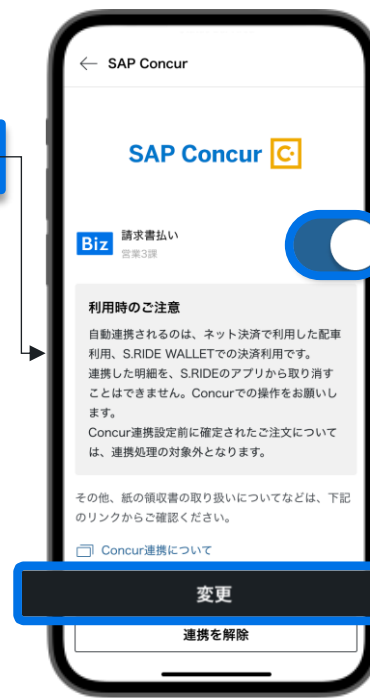 ← SAP Concur
SAP Concur C.
Biz 請求書払い
営業3課
利用時のご注意
自動連携されるのは、ネット決済で利用した配車
利用、S.RIDE WALLETでの決済利用です。
連携した明細を、S.RIDEのアプリから取り消す
ことはできません。Concurでの操作をお願いし
ます。
Concur連携設定前に確定されたご注文について
は、連携処理の対象外となります。
その他、紙の領収書の取り扱いについてなどは、下記
のリンクからご確認ください。
Concur連携について
変更
連携を解除